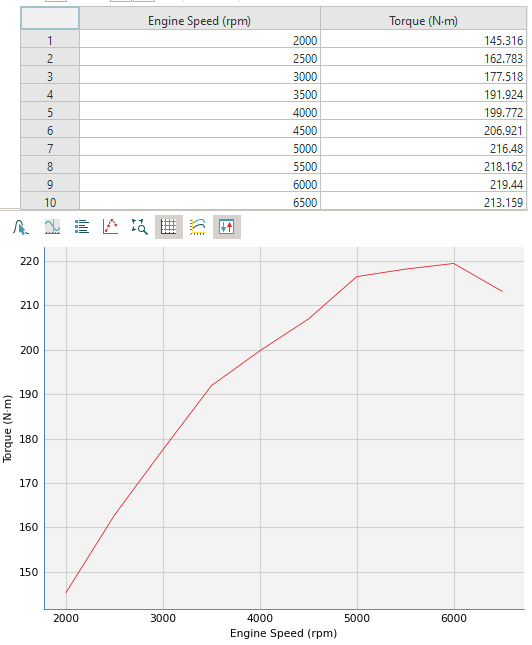 Engine Speed (rpm) Torque (N·m)
1 2000 145.316
2 2500 162.783
3 3000 177.518
4 3500 191.924
5 4000 199.772
6 4500 206.921
7 5000 216.48
8 5500 218.162
9 6000 219.44
10 6500 213.159
220
210
200
190
180
170
160
150
Torque (N·m)
2000 3000 4000 5000 6000
Engine Speed (rpm)